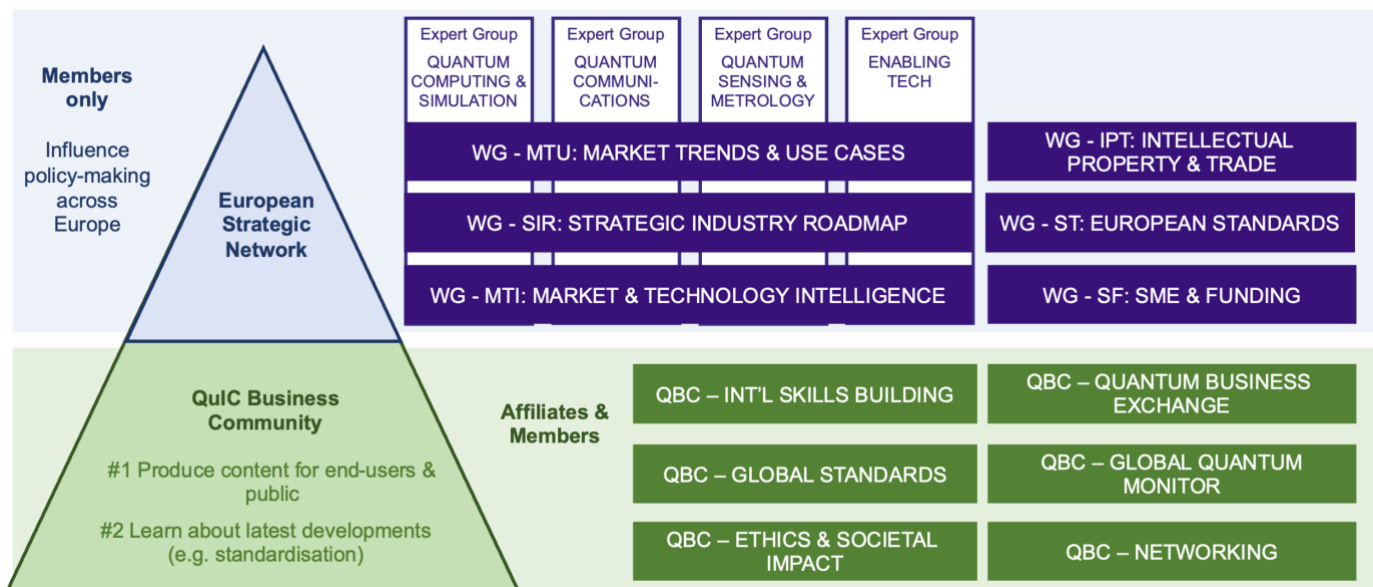 Members
only
Influence
policy-making
across
Europe
European
Strategic
Network
Expert Group
QUANTUM
COMPUTING &
SIMULATION
Expert Group
QUANTUM
COMMUNI-
CATIONS
Expert Group
QUANTUM
SENSING &
METROLOGY
Expert Group
ENABLING
TECH
WG - MTU: MARKET TRENDS & USE CASES
WG - IPT: INTELLECTUAL
PROPERTY & TRADE
WG - SIR: STRATEGIC INDUSTRY ROADMAP
WG - ST: EUROPEAN STANDARDS
WG - MTI: MARKET & TECHNOLOGY INTELLIGENCE
WG - SF: SME & FUNDING
QuIC Business
Community
#1 Produce content for end-users &
public
#2 Learn about latest developments
(e.g. standardisation)
Affiliates &
Members
QBC – INT'L SKILLS BUILDING
QBC – QUANTUM BUSINESS
EXCHANGE
QBC – GLOBAL STANDARDS
QBC – GLOBAL QUANTUM
MONITOR
QBC – ETHICS & SOCIETAL
IMPACT
QBC – NETWORKING